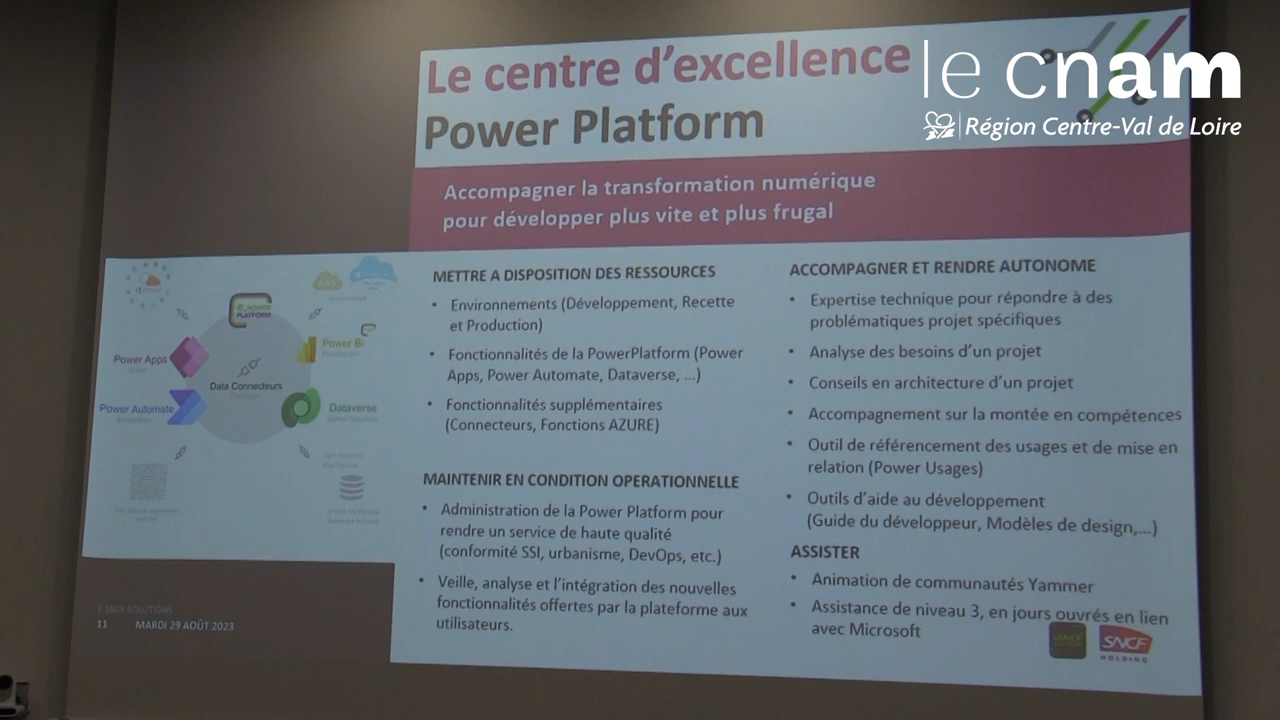 Le centre d'excellence
Power Platform
le cnam
Région Centre-Val de Loire
Accompagner la transformation numérique
pour développer plus vite et plus frugal
PLATFORM
Power Apps
Power BI
Data Connecteurs
Power Automate
Dataverse
METTRE A DISPOSITION DES RESSOURCES
• Environnements (Développement, Recette
et Production)
• Fonctionnalités de la PowerPlatform (Power
Apps, Power Automate, Dataverse, ...)
• Fonctionnalités supplémentaires
(Connecteurs, Fonctions AZURE)
MAINTENIR EN CONDITION OPERATIONNELLE
• Administration de la Power Platform pour
rendre un service de haute qualité
(conformité SSI, urbanisme, DevOps, etc.)
• Veille, analyse et l'intégration des nouvelles
fonctionnalités offertes par la plateforme aux
utilisateurs.
ACCOMPAGNER ET RENDRE AUTONOME
• Expertise technique pour répondre à des
problématiques projet spécifiques
• Analyse des besoins d'un projet
• Conseils en architecture d'un projet
• Accompagnement sur la montée en compétences
• Outil de référencement des usages et de mise en
relation (Power Usages)
• Outils d'aide au développement
(Guide du développeur, Modèles de design,...)
ASSISTER
• Animation de communautés Yammer
• Assistance de niveau 3, en jours ouvrés en lien
avec Microsoft
E.SNCF SOLUTIONS
11 MARDI 29 AOÛT 2023
SNCF
HOLDING